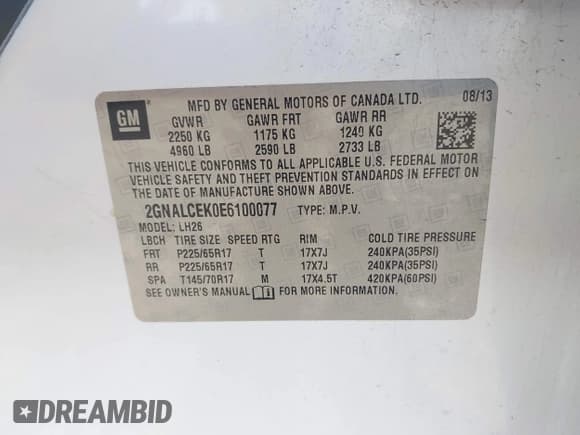 GM
MFD BY GENERAL MOTORS OF CANADA LTD. 08/13
GVWR GAWR FRT GAWR RR
2250 KG 1175 KG 1240 KG
4960 LB 2590 LB 2733 LB
THIS VEHICLE CONFORMS TO ALL APPLICABLE U.S. FEDERAL MOTOR
VEHICLE SAFETY AND THEFT PREVENTION STANDARDS IN EFFECT ON
THE DATE OF MANUFACTURE SHOWN ABOVE.
2GNALCEK0E6100077 TYPE: M.P.V.
MODEL: LH26
LBCH TIRE SIZE SPEED RTG RIM COLD TIRE PRESSURE
FRT P225/65R17 T 17X7J 240KPA(35PSI)
RR P225/65R17 T 17X7J 240KPA(35PSI)
SPA T145/70R17 M 17X4.5T 420KPA(60PSI)
SEE OWNER'S MANUAL FOR MORE INFORMATION.
DREAMBID